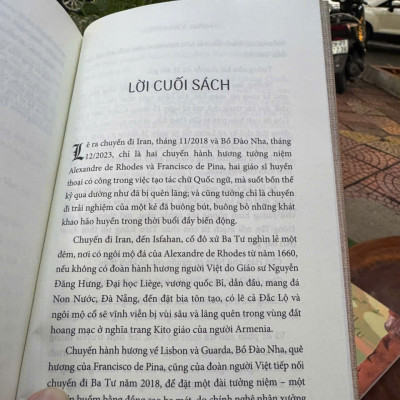 LỜI CUỐI SÁCH
Lẽ ra chuyến đi Iran, tháng 11/2018 và Bồ Đào Nha, tháng
12/2023, chỉ là hai chuyến hành hương tưởng niệm
Alexandre de Rhodes và Francisco de Pina, hai giáo sĩ huyền
thoại có công trong việc tạo tác chữ Quốc ngữ, mà suốt bốn thế
kỷ qua dường như đã bị quên lãng; và cũng tưởng chỉ là chuyến
đi trải nghiệm của một kẻ đã buông bút, buông bỏ những khát
khao hão huyền trong thời buổi đầy biến động.
Chuyến đi Iran, đến Isfahan, cố đô xứ Ba Tư nghìn lẻ một
đêm, nơi có ngôi mộ đá của Alexandre de Rhodes từ năm 1660,
nếu không có đoàn hành hương người Việt do Giáo sư Nguyễn
Đăng Hưng, Đại học Liège, vương quốc Bỉ, dẫn đầu, mang đá
Non Nước, Đà Nẵng, đến đặt bia tôn tạo, có lẽ cả Đắc Lộ và
ngôi mộ cổ sẽ vĩnh viễn bị vùi sâu và lãng quên trong vùng đất
hoang mạc ở nghĩa trang Kito giáo của người Armenia.
Chuyến hành hương về Lisbon và Guarda, Bồ Đào Nha, quê
hương của Francisco de Pina, cũng của đoàn người Việt tiếp nối
chuyến đi Ba Tư năm 2018, để đặt một đài tưởng niệm – một
buồm bằng đồng cao ba mét, do chính nghệ nhân xứ